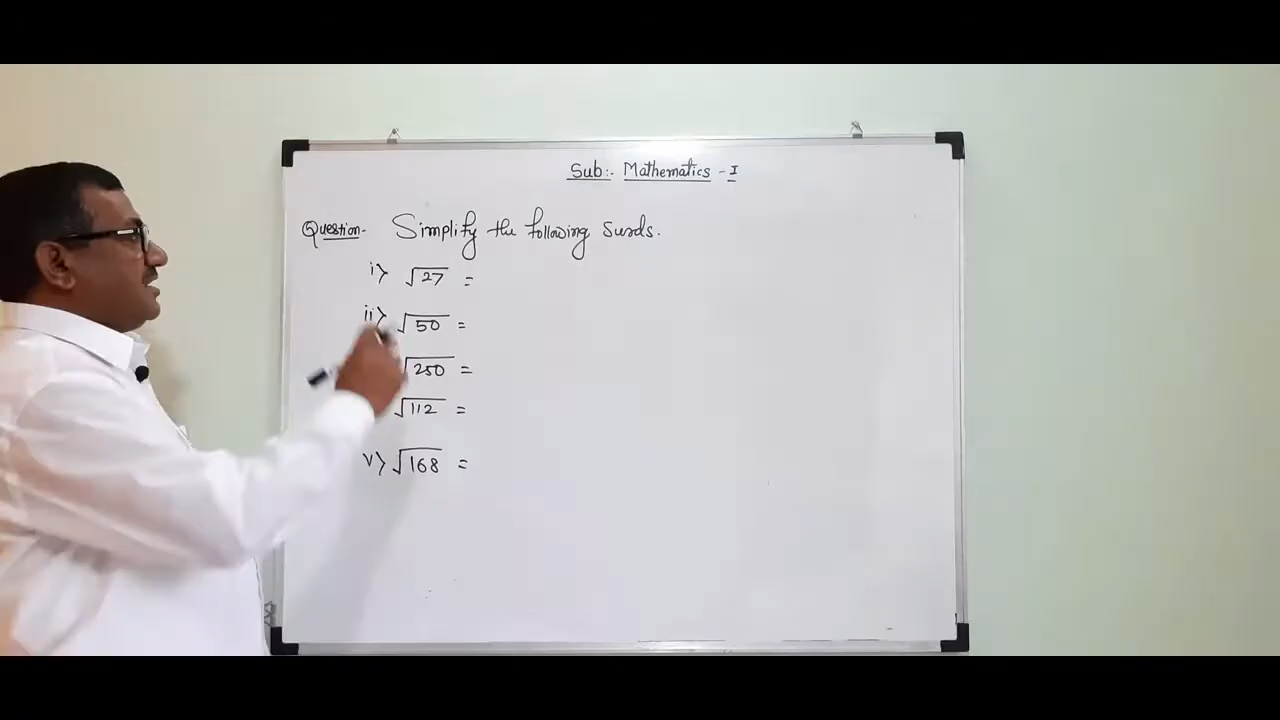 Sub:- Mathematics - I
Question- Simplify the following surds.
i> √27 =
ii> √50 =
√250 =
√112 =
v> √168 =